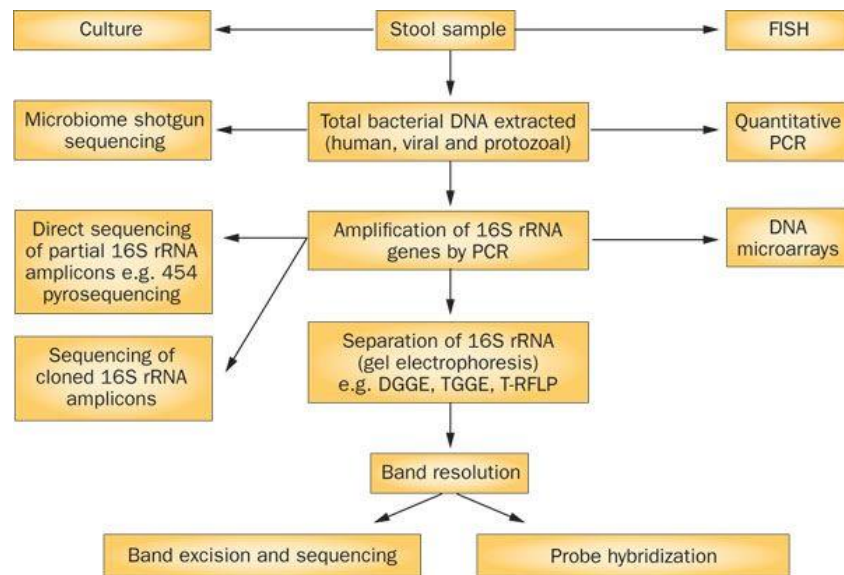 Culture
Stool sample
FISH
Microbiome shotgun
sequencing
Total bacterial DNA extracted
(human, viral and protozoal)
Quantitative
PCR
Direct sequencing
of partial 16S rRNA
amplicons e.g. 454
pyrosequencing
Amplification of 16S rRNA
genes by PCR
DNA
microarrays
Sequencing of
cloned 16S rRNA
amplicons
Separation of 16S rRNA
(gel electrophoresis)
e.g. DGGE, TGGE, T-RFLP
Band resolution
Band excision and sequencing
Probe hybridization